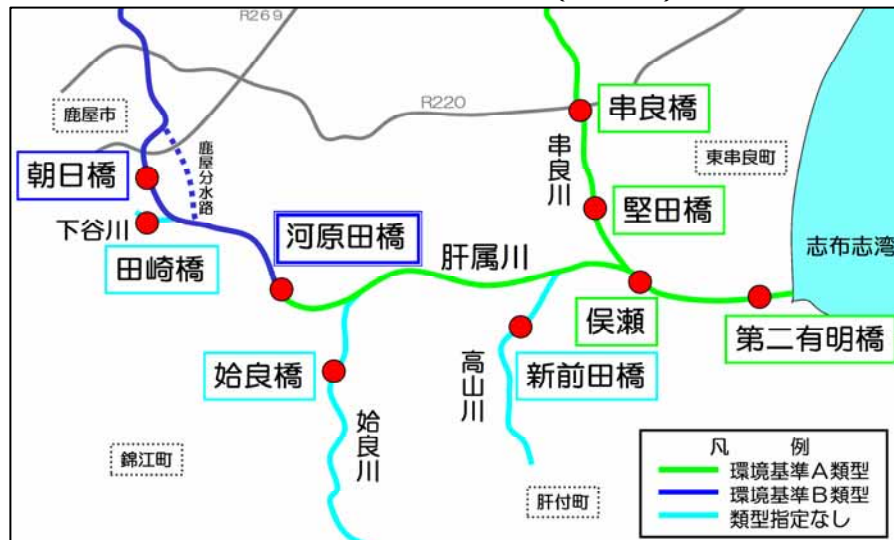 R269
R220
鹿屋市
串良橋
東串良町
朝日橋
鹿屋分水路
串良川
堅田橋
下谷川
田崎橋
河原田橋
肝属川
志布志湾
俣瀬
第二有明橋
姶良橋
高山川
新前田橋
姶良川
錦江町
肝付町
凡 例
環境基準A類型
環境基準B類型
類型指定なし